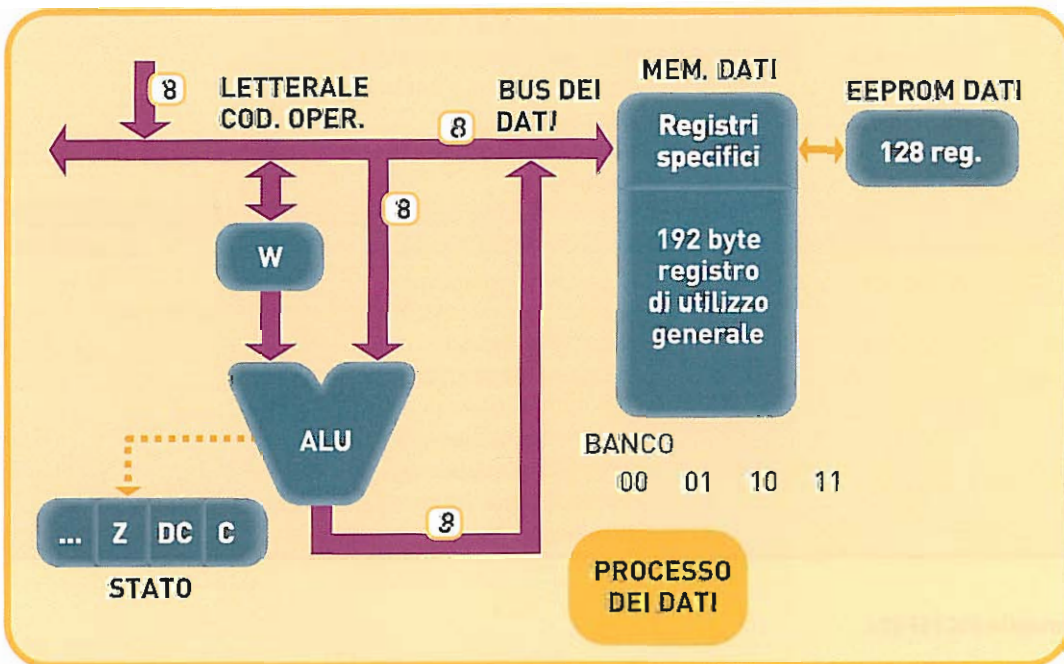 8
LETTERALE
COD. OPER.
8
BUS DEI
DATI
MEM. DATI
EEPROM DATI
Registri
specifici
128 reg.
8
W
192 byte
registro
di utilizzo
generale
ALU
BANCO
00 01 10 11
... Z DC C
8
STATO
PROCESSO
DEI DATI